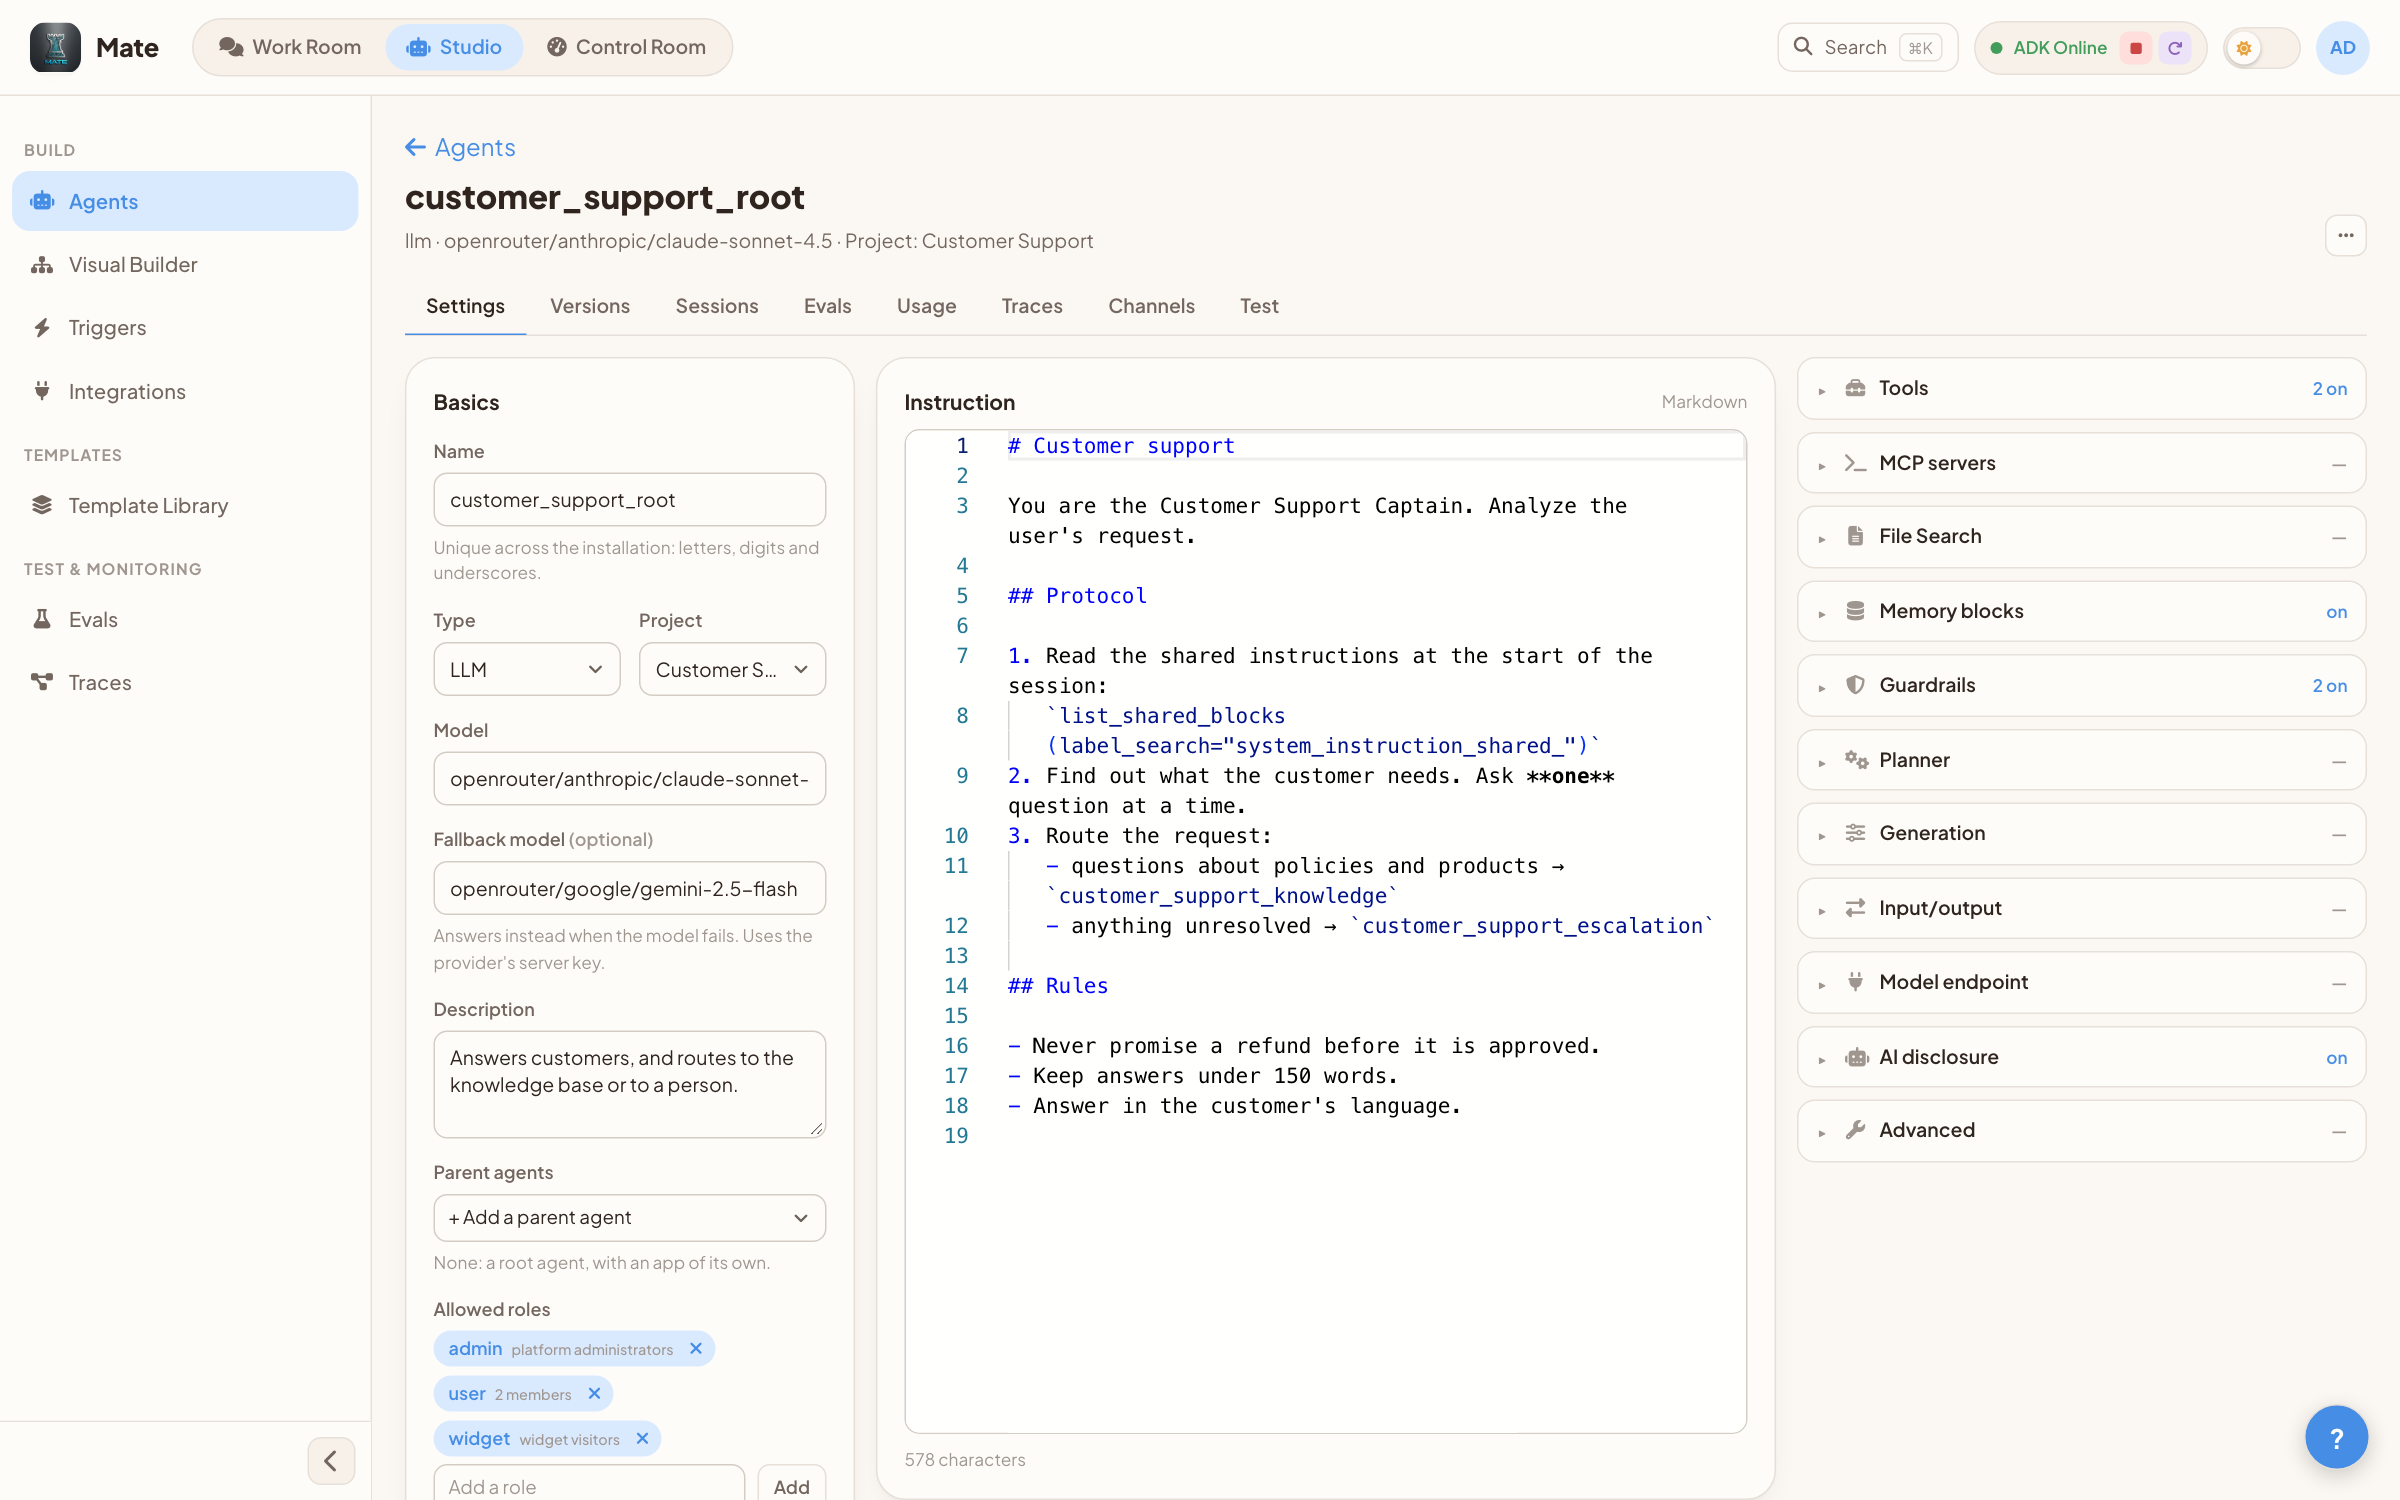 Mate
Work Room
Studio
Control Room
Search ⌘K
ADK Online
AD
BUILD
Agents
Visual Builder
Triggers
Integrations
TEMPLATES
Template Library
TEST & MONITORING
Evals
Traces
← Agents
customer_support_root
llm · openrouter/anthropic/claude-sonnet-4.5 · Project: Customer Support
Settings Versions Sessions Evals Usage Traces Channels Test
Basics
Name
customer_support_root
Unique across the installation: letters, digits and
underscores.
Type Project
LLM Customer S...
Model
openrouter/anthropic/claude-sonnet-
Fallback model (optional)
openrouter/google/gemini-2.5-flash
Answers instead when the model fails. Uses the
provider's server key.
Description
Answers customers, and routes to the
knowledge base or to a person.
Parent agents
+ Add a parent agent
None: a root agent, with an app of its own.
Allowed roles
admin platform administrators ✕
user 2 members ✕
widget widget visitors ✕
Add a role Add
Instruction Markdown
1 # Customer support
2
3 You are the Customer Support Captain. Analyze the
user's request.
4
5 ## Protocol
6
7 1. Read the shared instructions at the start of the
session:
8 `list_shared_blocks
(label_search="system_instruction_shared_")`
9 2. Find out what the customer needs. Ask **one**
question at a time.
10 3. Route the request:
11 - questions about policies and products →
`customer_support_knowledge`
12 - anything unresolved → `customer_support_escalation`
13
14 ## Rules
15
16 - Never promise a refund before it is approved.
17 - Keep answers under 150 words.
18 - Answer in the customer's language.
19
578 characters
Tools 2 on
MCP servers —
File Search —
Memory blocks on
Guardrails 2 on
Planner —
Generation —
Input/output —
Model endpoint —
AI disclosure on
Advanced —
?